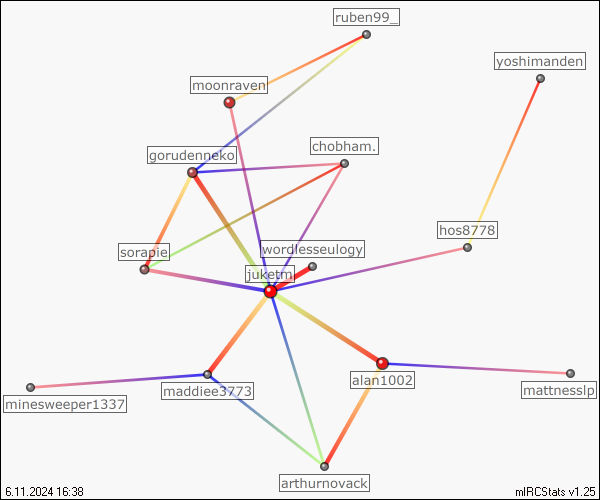 ruben99_
yoshimanden
moonraven
chobham.
gorudenneko
hos8778
sorapie
wordlesseulogy
juketm
alan1002
maddiee3773
mattnesslp
minesweeper1337
arthurnovack
6.11.2024 16:38
mIRCStats v1.25